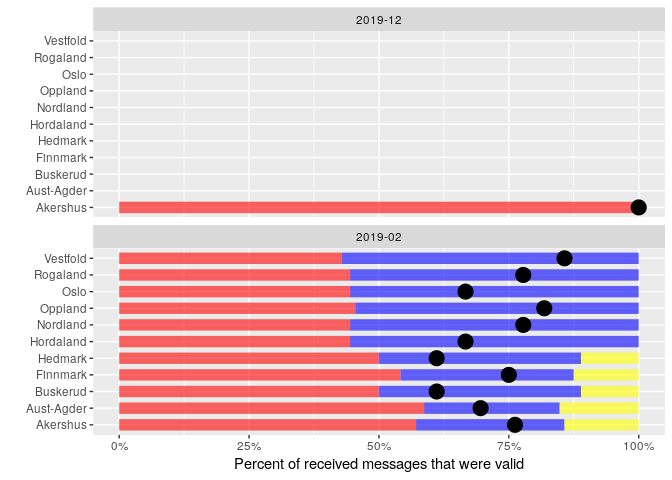 2019-12
Vestfold
Rogaland
Oslo
Oppland
Nordland
Hordaland
Hedmark
Finnmark
Buskerud
Aust-Agder
Akershus
2019-02
Vestfold
Rogaland
Oslo
Oppland
Nordland
Hordaland
Hedmark
Finnmark
Buskerud
Aust-Agder
Akershus
0% 25% 50% 75% 100%
Percent of received messages that were valid